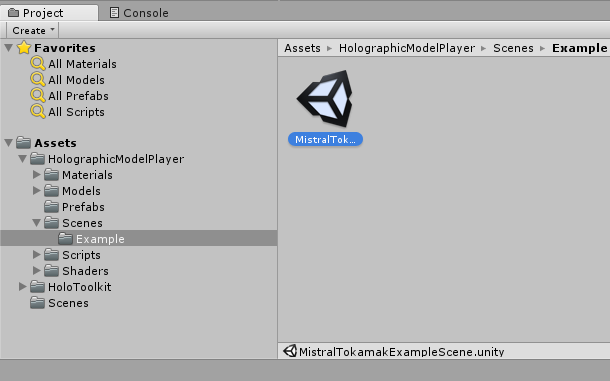 Project Console
Create
Favorites
All Materials
All Models
All Prefabs
All Scripts
Assets
HolographicModelPlayer
Materials
Models
Prefabs
Scenes
Example
Scripts
Shaders
HoloToolkit
Scenes
Assets HolographicModelPlayer Scenes Example
MistralTok...
MistralTokamakExampleScene.unity